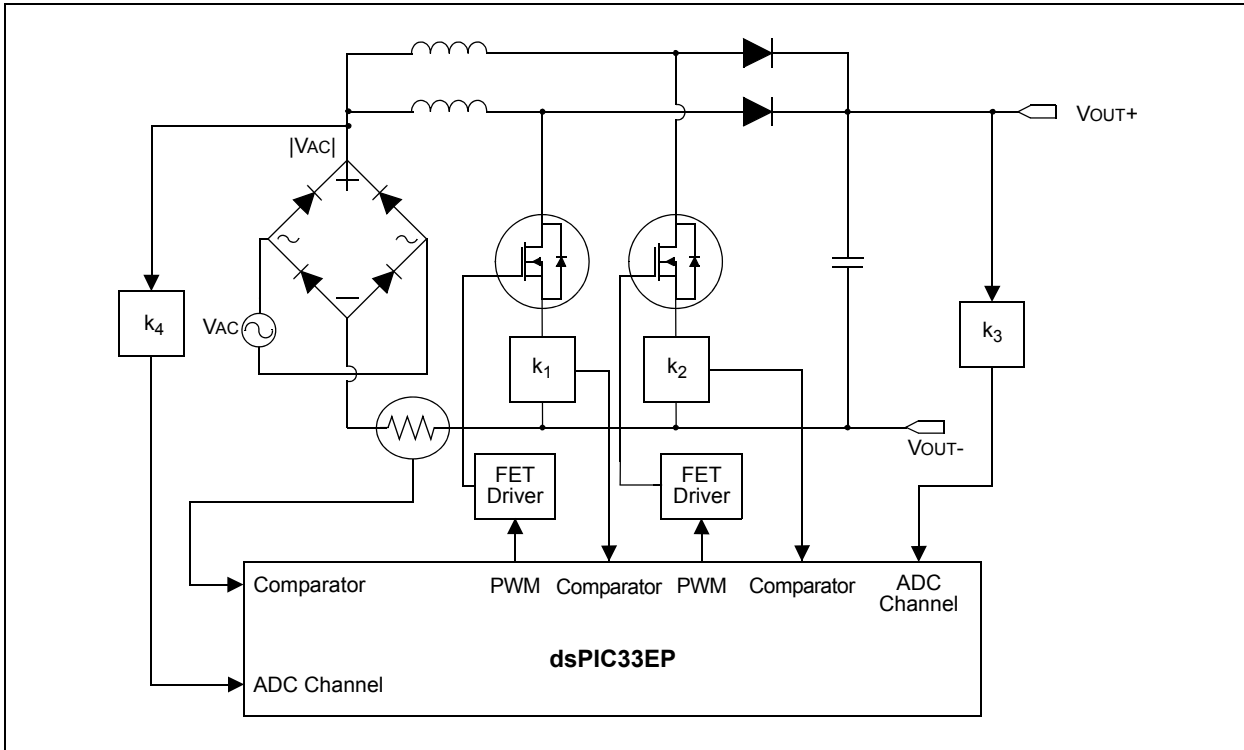 VOUT+
|VAC|
k4
VAC
k1
k2
k3
VOUT-
FET
Driver
FET
Driver
Comparator
PWM
Comparator
PWM
Comparator
ADC
Channel
dsPIC33EP
ADC Channel